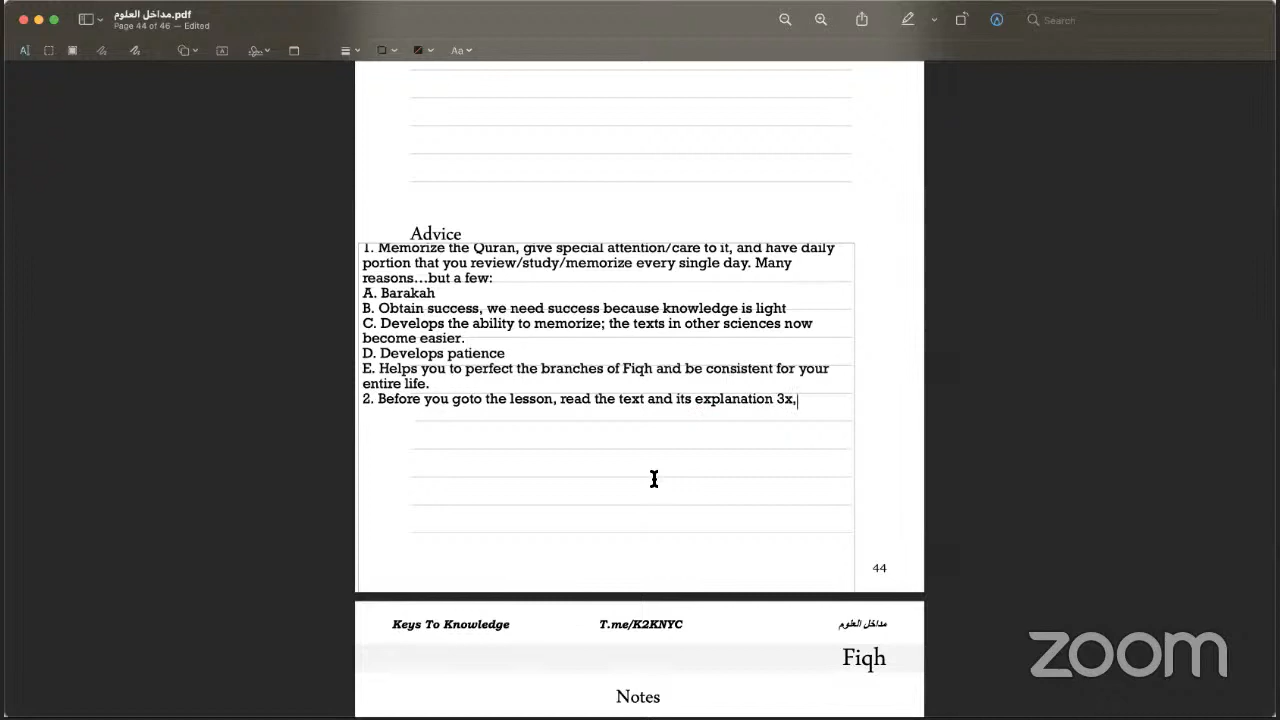 مداخل العلوم.pdf
Page 44 of 46 — Edited
Search
Aa
Advice
1. Memorize the Quran, give special attention/care to it, and have daily
portion that you review/study/memorize every single day. Many
reasons...but a few:
A. Barakah
B. Obtain success, we need success because knowledge is light
C. Develops the ability to memorize; the texts in other sciences now
become easier.
D. Develops patience
E. Helps you to perfect the branches of Fiqh and be consistent for your
entire life.
2. Before you goto the lesson, read the text and its explanation 3x,
44
Keys To Knowledge T.me/K2KNYC مداخل العلوم
Fiqh
Notes
zoom